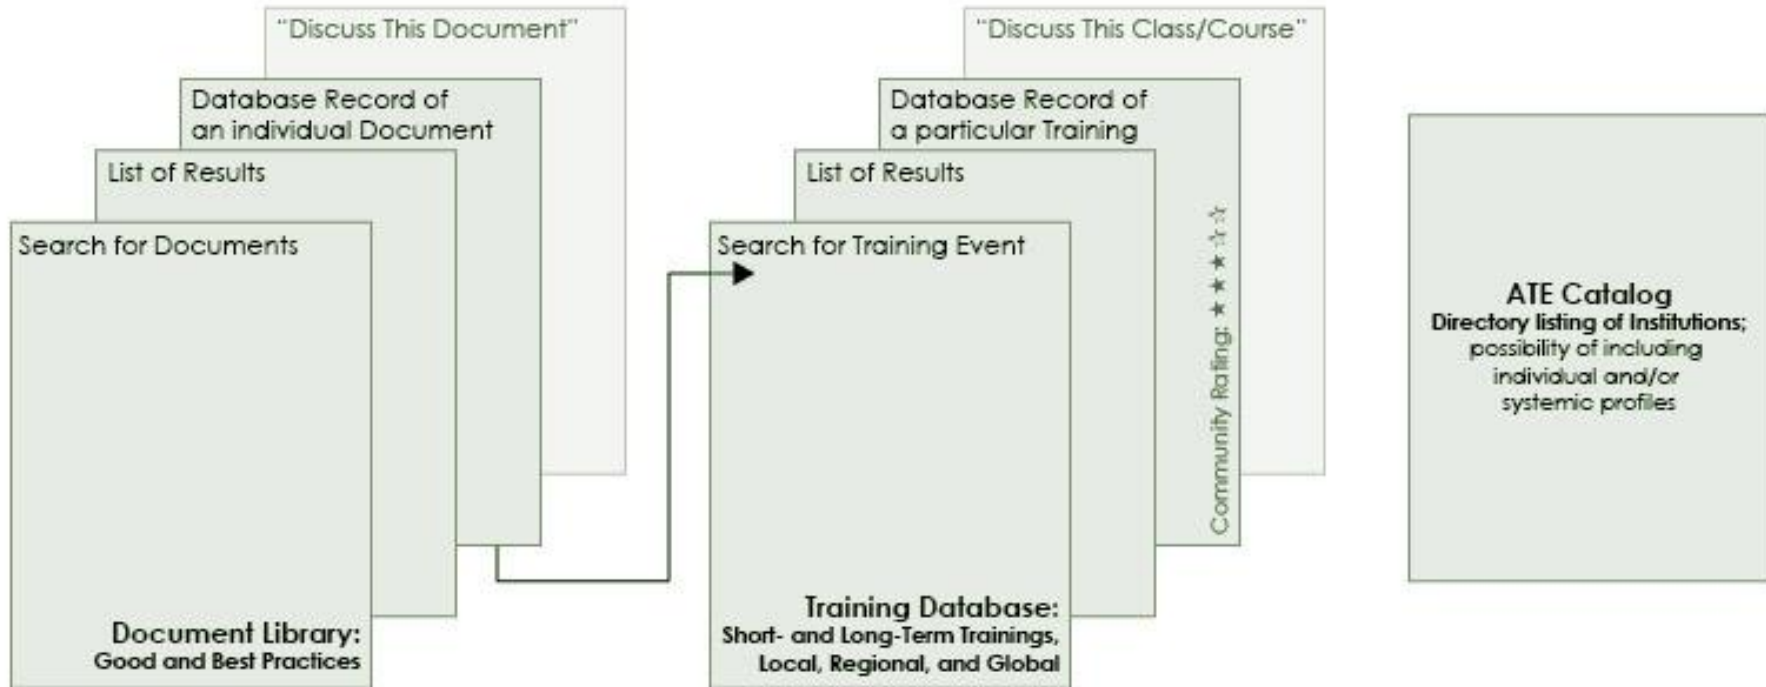 "Discuss This Document"
Database Record of
an individual Document
List of Results
Search for Documents
Document Library:
Good and Best Practices
"Discuss This Class/Course"
Database Record of
a particular Training
List of Results
Search for Training Event
Community Rating: ★ ★ ★ ☆ ☆
Training Database:
Short- and Long-Term Trainings,
Local, Regional, and Global
ATE Catalog
Directory listing of Institutions;
possibility of including
individual and/or
systemic profiles